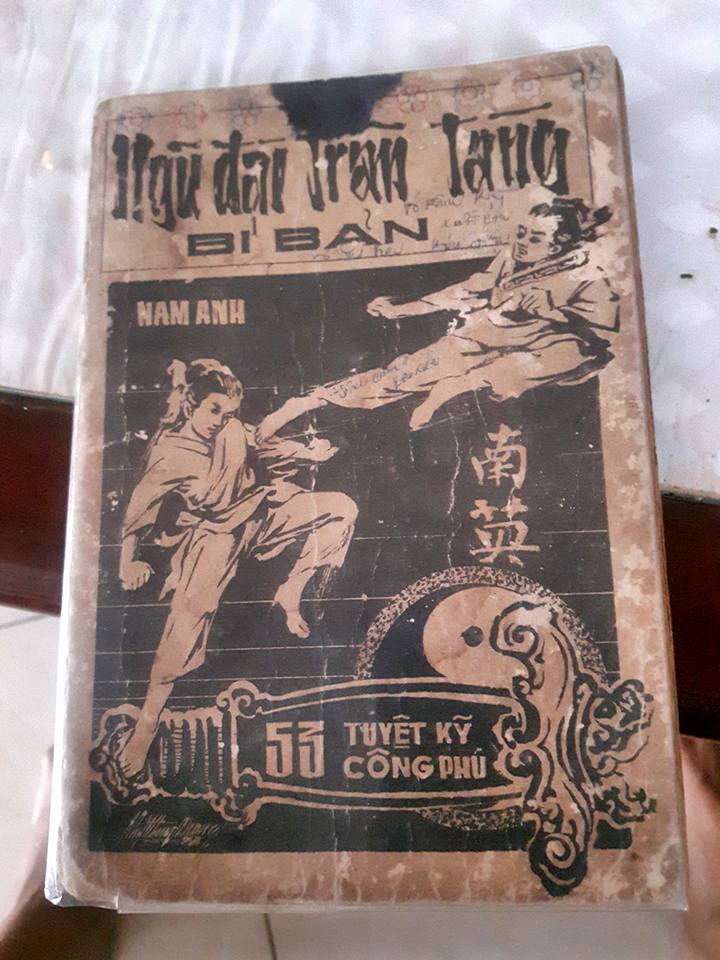 Ngũ đại Trân Tàng
BÍ BẢN
NAM ANH
南英
53 TUYỆT KỸ
CÔNG PHU